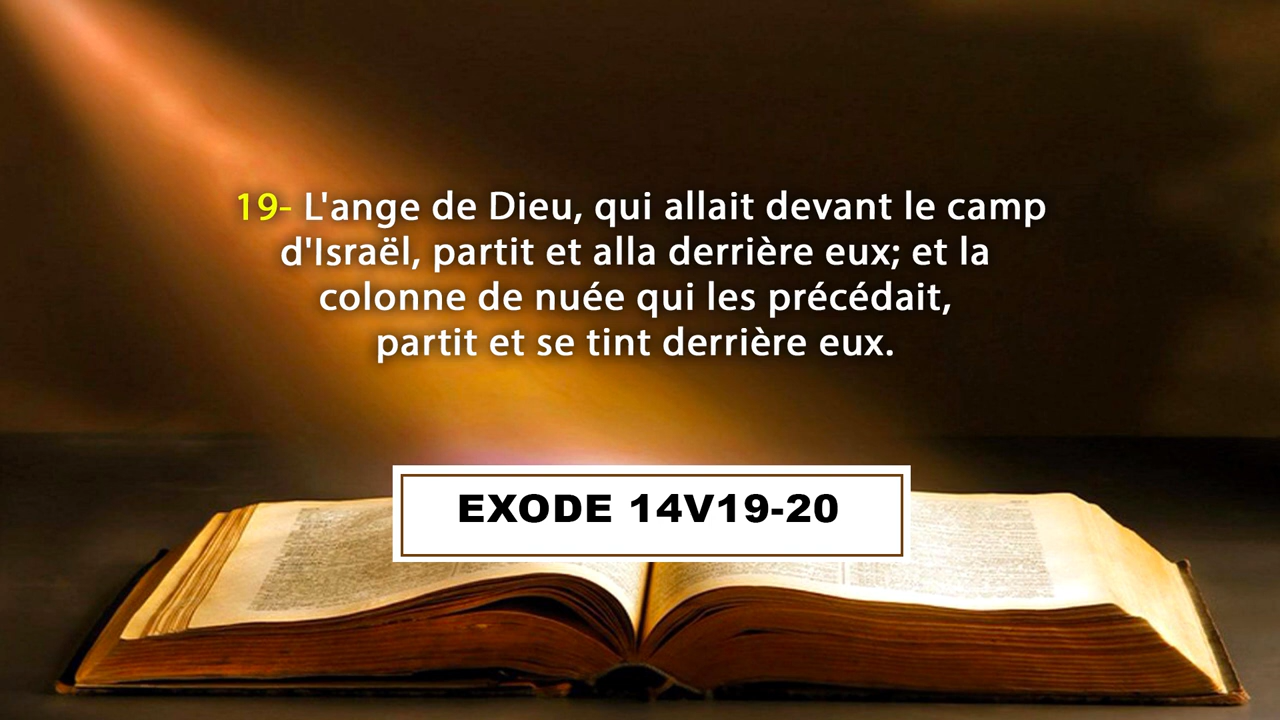 19- L'ange de Dieu, qui allait devant le camp
d'Israël, partit et alla derrière eux; et la
colonne de nuée qui les précédait,
partit et se tint derrière eux.
EXODE 14V19-20